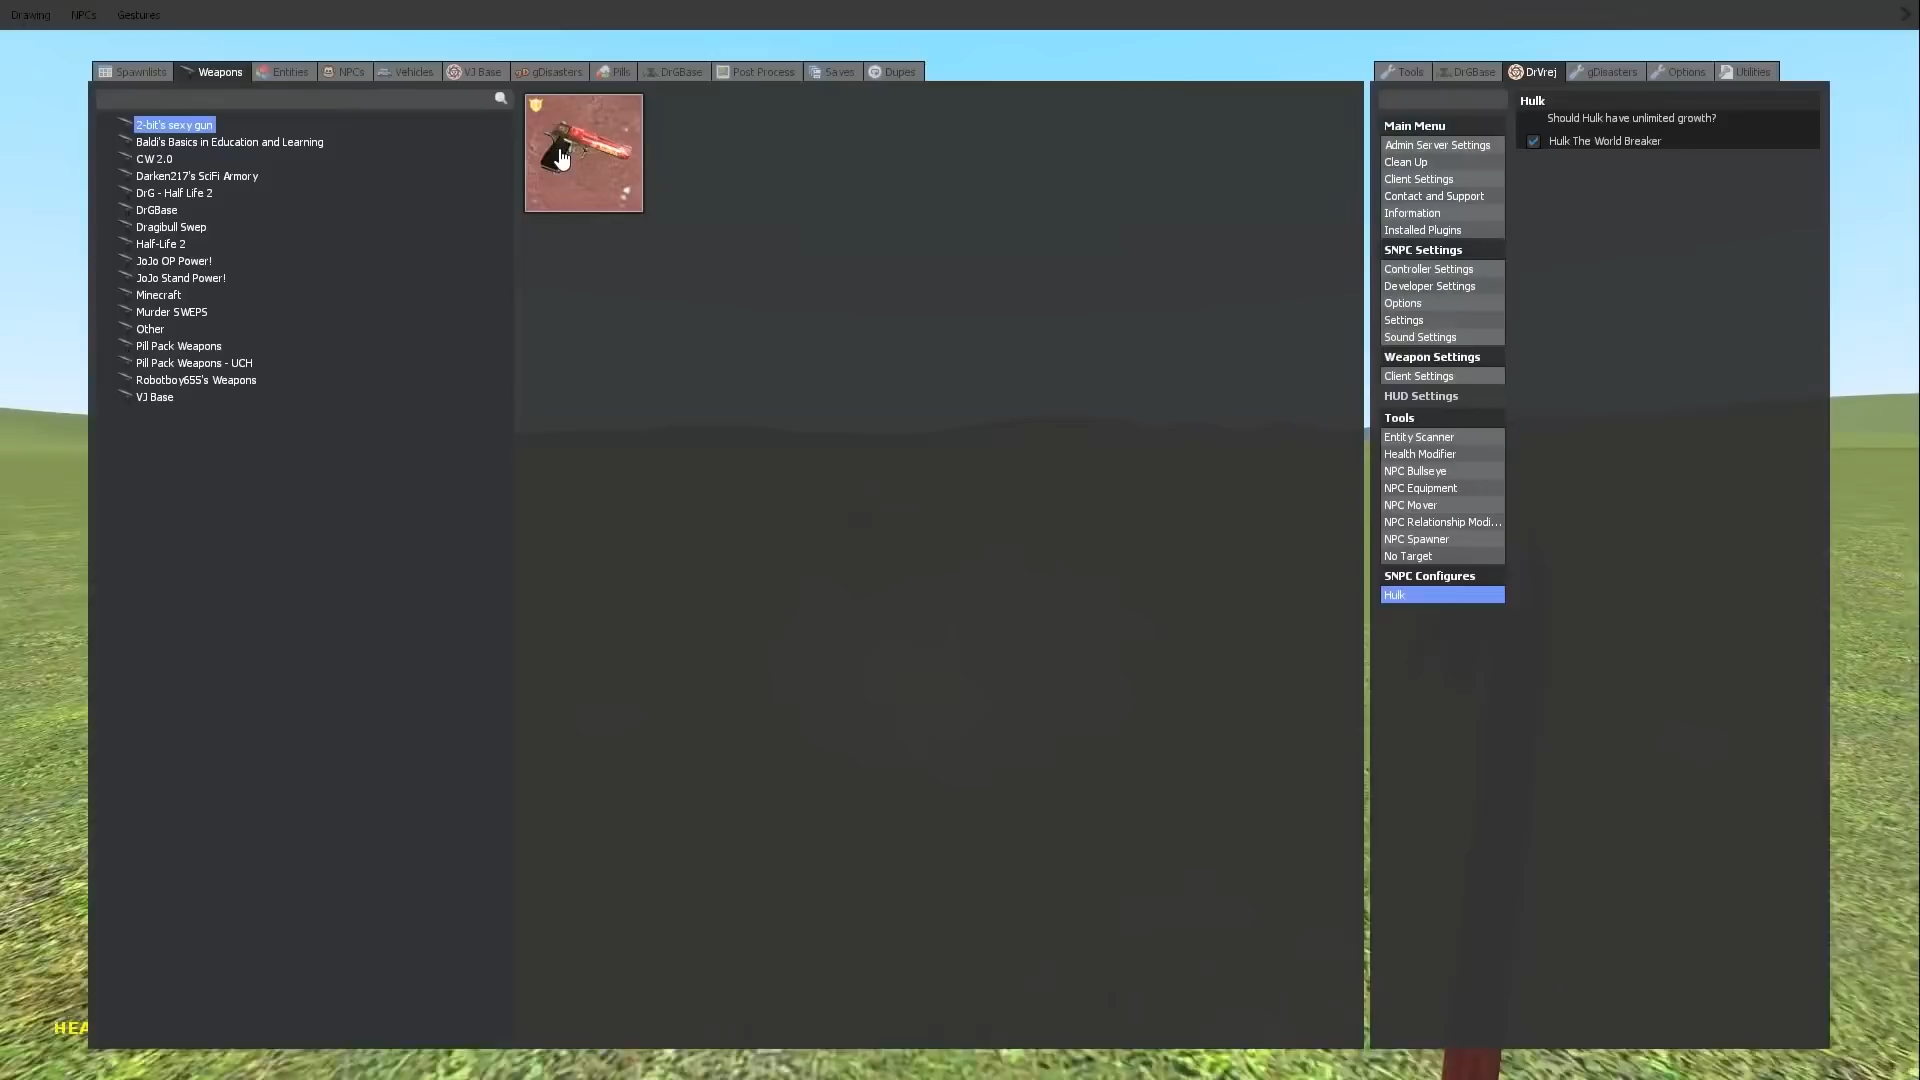 Drawing NPCs Gestures
Spawnlists Weapons Entities NPCs Vehicles VJ Base gDisasters Pills DrGBase Post Process Saves Dupes
2-bit's sexy gun
Baldi's Basics in Education and Learning
CW 2.0
Darken217's SciFi Armory
DrG - Half Life 2
DrGBase
Dragibull Swep
Half-Life 2
JoJo OP Power!
JoJo Stand Power!
Minecraft
Murder SWEPS
Other
Pill Pack Weapons
Pill Pack Weapons - UCH
Robotboy655's Weapons
VJ Base
HEA
Tools DrGBase DrVrej gDisasters Options Utilities
Main Menu
Admin Server Settings
Clean Up
Client Settings
Contact and Support
Information
Installed Plugins
SNPC Settings
Controller Settings
Developer Settings
Options
Settings
Sound Settings
Weapon Settings
Client Settings
HUD Settings
Tools
Entity Scanner
Health Modifier
NPC Bullseye
NPC Equipment
NPC Mover
NPC Relationship Modi...
NPC Spawner
No Target
SNPC Configures
Hulk
Hulk
Should Hulk have unlimited growth?
Hulk The World Breaker